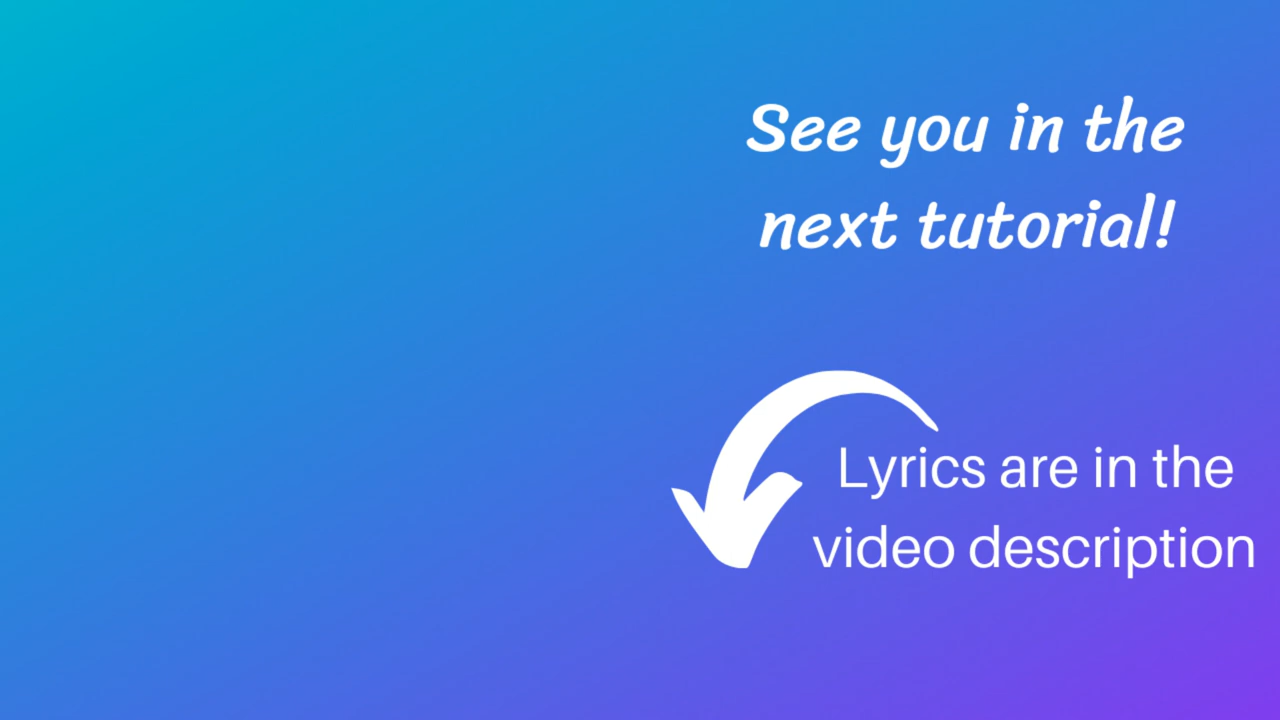 See you in the
next tutorial!
Lyrics are in the
video description